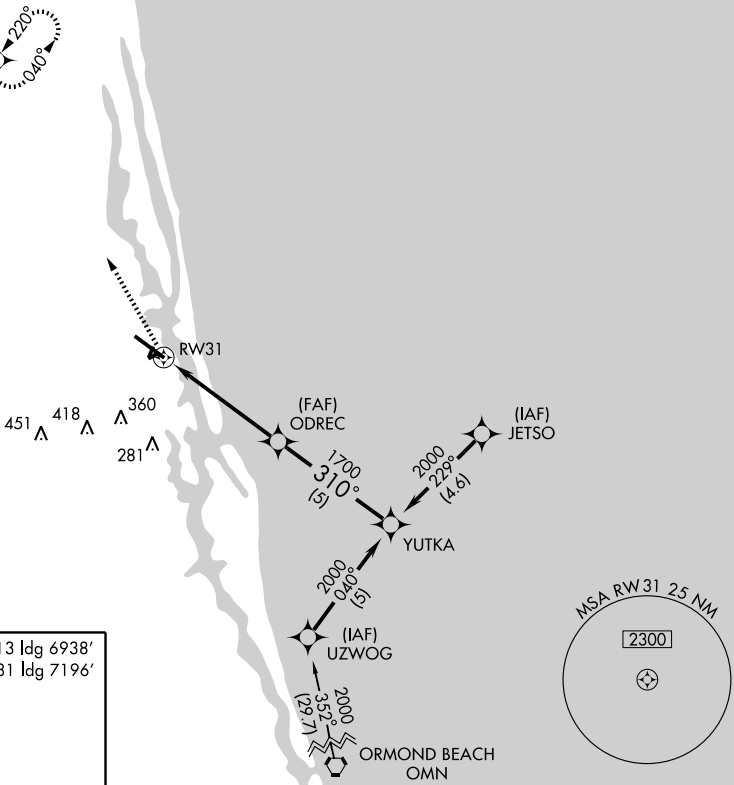 220°
040°
RW31
451
418
360
281
(FAF)
ODREC
1700
310°
(5)
(IAF)
JETSO
2000
229°
(4.6)
YUTKA
2000
040°
(5)
(IAF)
UZWOG
2000
352°
(29.7)
ORMOND BEACH
OMN
MSA RW31 25 NM
2300
13 ldg 6938′
31 ldg 7196′